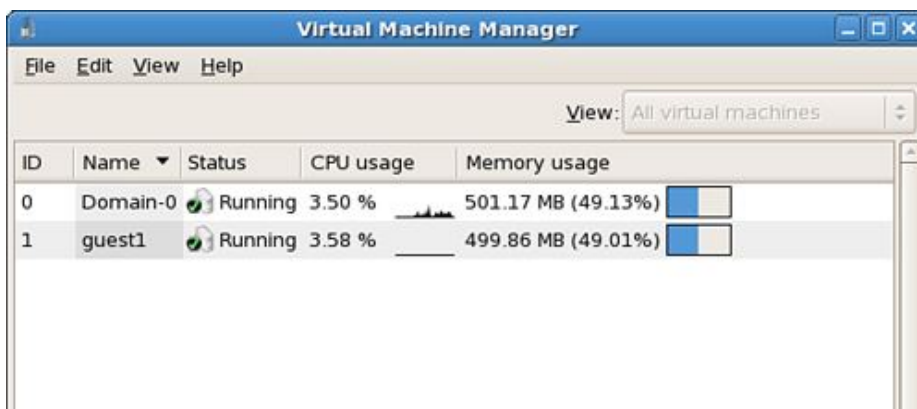 Virtual Machine Manager
File Edit View Help
View: All virtual machines
ID Name Status CPU usage Memory usage
0 Domain-0 Running 3.50 % 501.17 MB (49.13%)
1 guest1 Running 3.58 % 499.86 MB (49.01%)